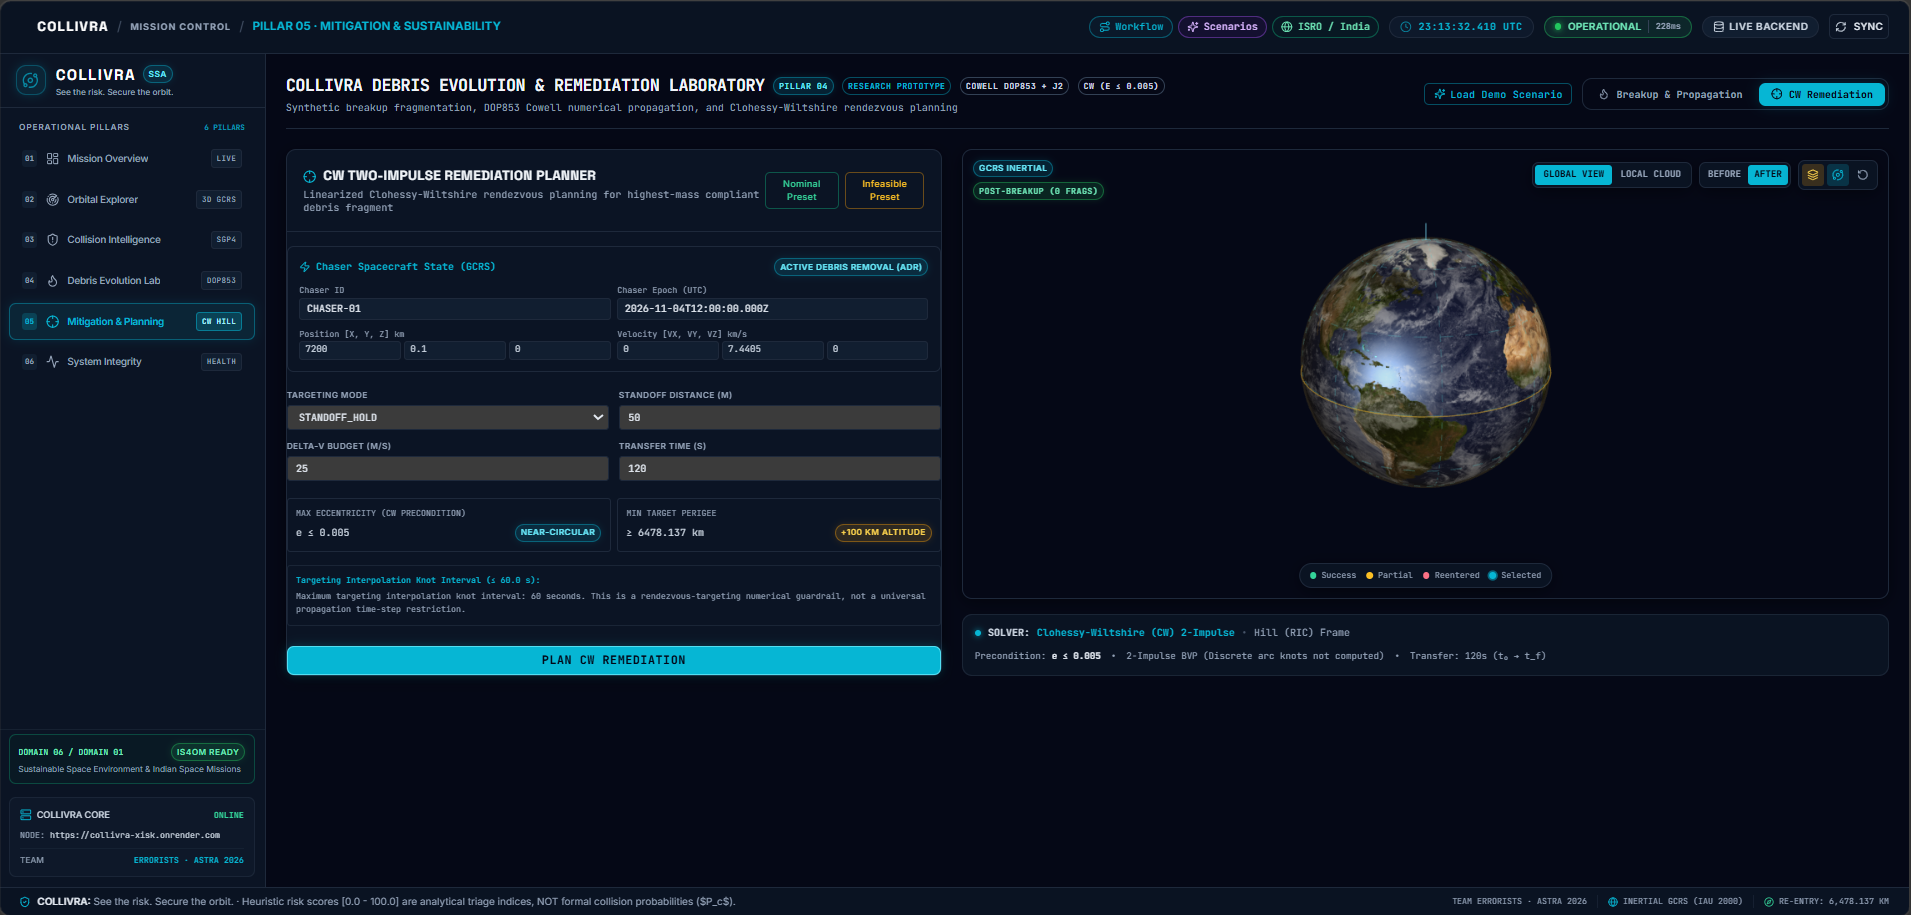 COLLIVRA / MISSION CONTROL / PILLAR 05 · MITIGATION & SUSTAINABILITY
Workflow
Scenarios
ISRO / India
23:13:32.410 UTC
OPERATIONAL 228ms
LIVE BACKEND
SYNC
COLLIVRA SSA
See the risk. Secure the orbit.
OPERATIONAL PILLARS 6 PILLARS
01 Mission Overview LIVE
02 Orbital Explorer 3D GCRS
03 Collision Intelligence SGP4
04 Debris Evolution Lab DOP853
05 Mitigation & Planning CW HILL
06 System Integrity HEALTH
DOMAIN 06 / DOMAIN 01 IS4OM READY
Sustainable Space Environment & Indian Space Missions
COLLIVRA CORE ONLINE
NODE: https://collivra-xisk.onrender.com
TEAM ERRORISTS · ASTRA 2026
COLLIVRA DEBRIS EVOLUTION & REMEDIATION LABORATORY PILLAR 04 RESEARCH PROTOTYPE COWELL DOP853 + J2 CW (E ≤ 0.005)
Synthetic breakup fragmentation, DOP853 Cowell numerical propagation, and Clohessy-Wiltshire rendezvous planning
Load Demo Scenario
Breakup & Propagation
CW Remediation
CW TWO-IMPULSE REMEDIATION PLANNER
Linearized Clohessy-Wiltshire rendezvous planning for highest-mass compliant
debris fragment
Nominal
Preset
Infeasible
Preset
Chaser Spacecraft State (GCRS) ACTIVE DEBRIS REMOVAL (ADR)
Chaser ID Chaser Epoch (UTC)
CHASER-01 2026-11-04T12:00:00.000Z
Position [X, Y, Z] km Velocity [VX, VY, VZ] km/s
7200 0.1 0 0 7.4405 0
TARGETING MODE STANDOFF DISTANCE (M)
STANDOFF_HOLD 50
DELTA-V BUDGET (M/S) TRANSFER TIME (S)
25 120
MAX ECCENTRICITY (CW PRECONDITION) MIN TARGET PERIGEE
e ≤ 0.005 NEAR-CIRCULAR ≥ 6478.137 km +100 KM ALTITUDE
Targeting Interpolation Knot Interval (≤ 60.0 s):
Maximum targeting interpolation knot interval: 60 seconds. This is a rendezvous-targeting numerical guardrail, not a universal
propagation time-step restriction.
PLAN CW REMEDIATION
GCRS INERTIAL
POST-BREAKUP (0 FRAGS)
GLOBAL VIEW LOCAL CLOUD
BEFORE AFTER
Success Partial Reentered Selected
SOLVER: Clohessy-Wiltshire (CW) 2-Impulse · Hill (RIC) Frame
Precondition: e ≤ 0.005 • 2-Impulse BVP (Discrete arc knots not computed) • Transfer: 120s (t₀ → t_f)
COLLIVRA: See the risk. Secure the orbit. · Heuristic risk scores [0.0 - 100.0] are analytical triage indices, NOT formal collision probabilities ($P_c$).
TEAM ERRORISTS · ASTRA 2026
INERTIAL GCRS (IAU 2000)
RE-ENTRY: 6,478.137 KM